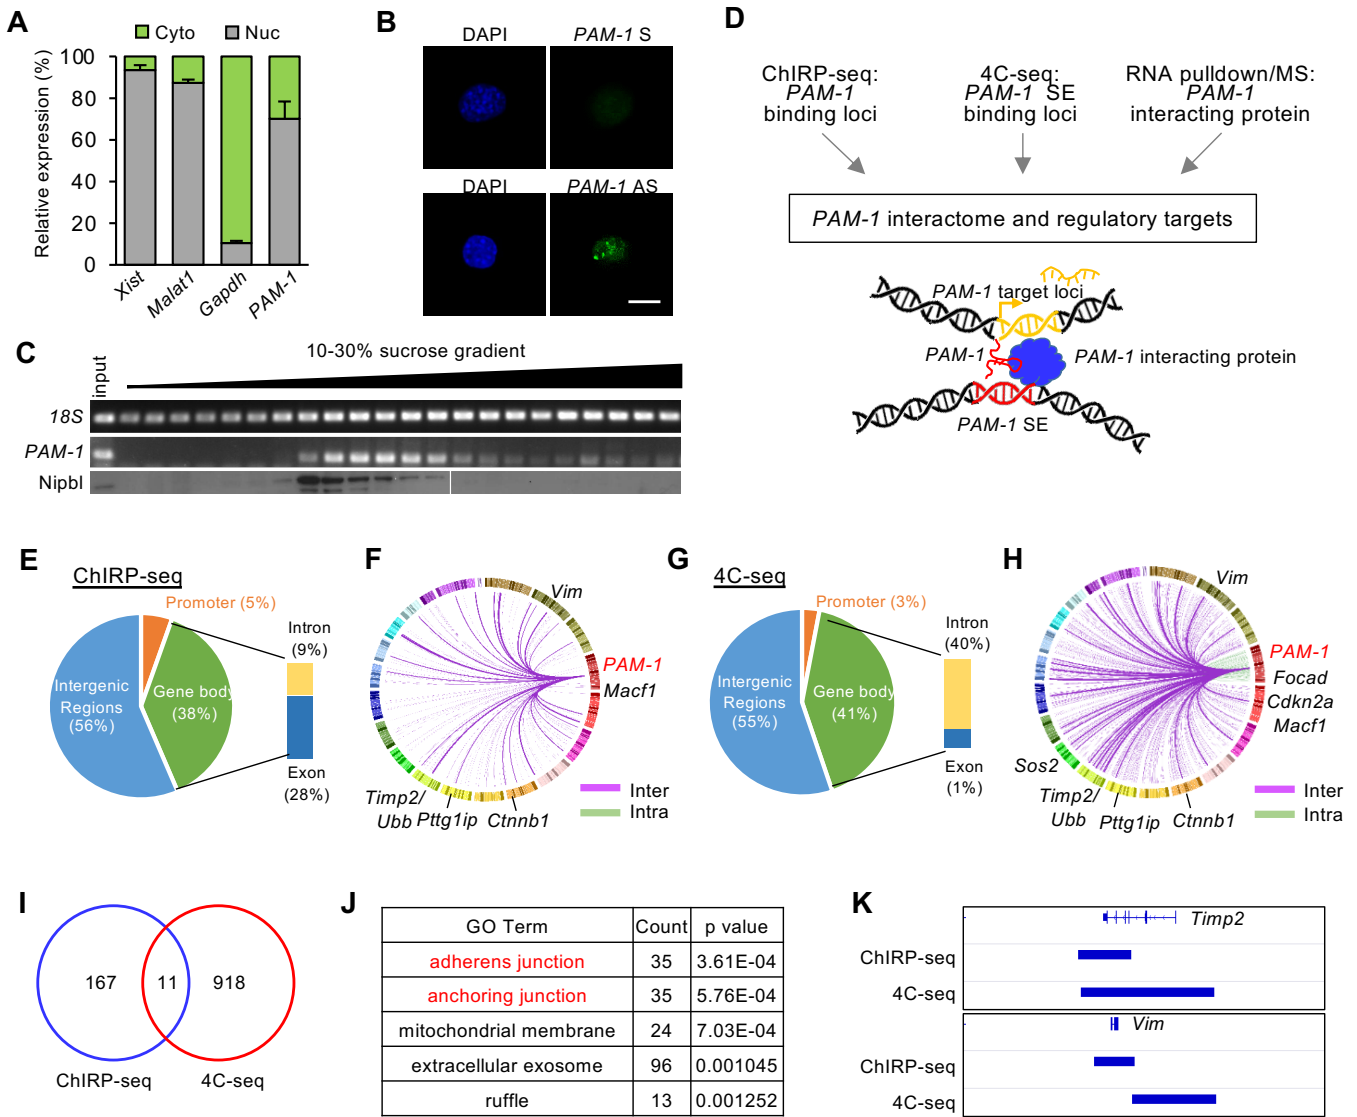 A
Cyto
Nuc
Relative expression (%)
100
80
60
40
20
0
Xist
Malat1
Gapdh
PAM-1
B
DAPI
PAM-1 S
DAPI
PAM-1 AS
C
10-30% sucrose gradient
input
18S
PAM-1
Nipbl
D
ChIRP-seq:
PAM-1
binding loci
4C-seq:
PAM-1 SE
binding loci
RNA pulldown/MS:
PAM-1
interacting protein
PAM-1 interactome and regulatory targets
PAM-1 target loci
PAM-1
PAM-1 interacting protein
PAM-1 SE
E
ChIRP-seq
Promoter (5%)
Intergenic
Regions
(56%)
Gene body
(38%)
Intron
(9%)
Exon
(28%)
F
Vim
PAM-1
Macf1
Timp2/
Ubb
Pttg1ip
Ctnnb1
Inter
Intra
G
4C-seq
Promoter (3%)
Intergenic
Regions
(55%)
Gene body
(41%)
Intron
(40%)
Exon
(1%)
H
Vim
PAM-1
Focad
Cdkn2a
Macf1
Sos2
Timp2/
Ubb
Pttg1ip
Ctnnb1
Inter
Intra
I
167
11
918
ChIRP-seq
4C-seq
J
GO Term Count p value
adherens junction 35 3.61E-04
anchoring junction 35 5.76E-04
mitochondrial membrane 24 7.03E-04
extracellular exosome 96 0.001045
ruffle 13 0.001252
K
Timp2
ChIRP-seq
4C-seq
Vim
ChIRP-seq
4C-seq